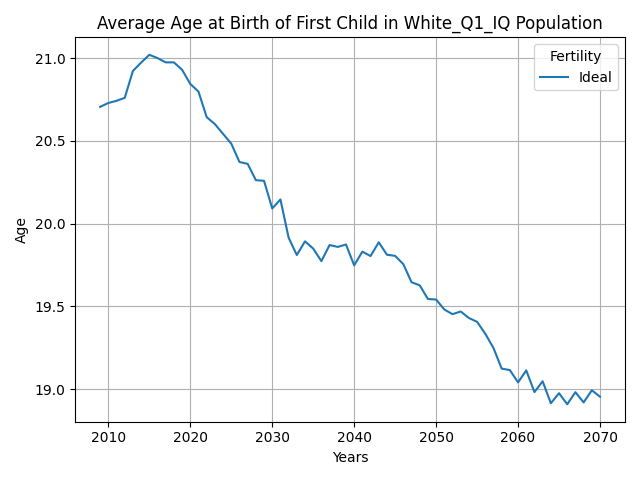 Average Age at Birth of First Child in White_Q1_IQ Population
Fertility
Ideal
21.0
20.5
20.0
19.5
19.0
Age
2010 2020 2030 2040 2050 2060 2070
Years